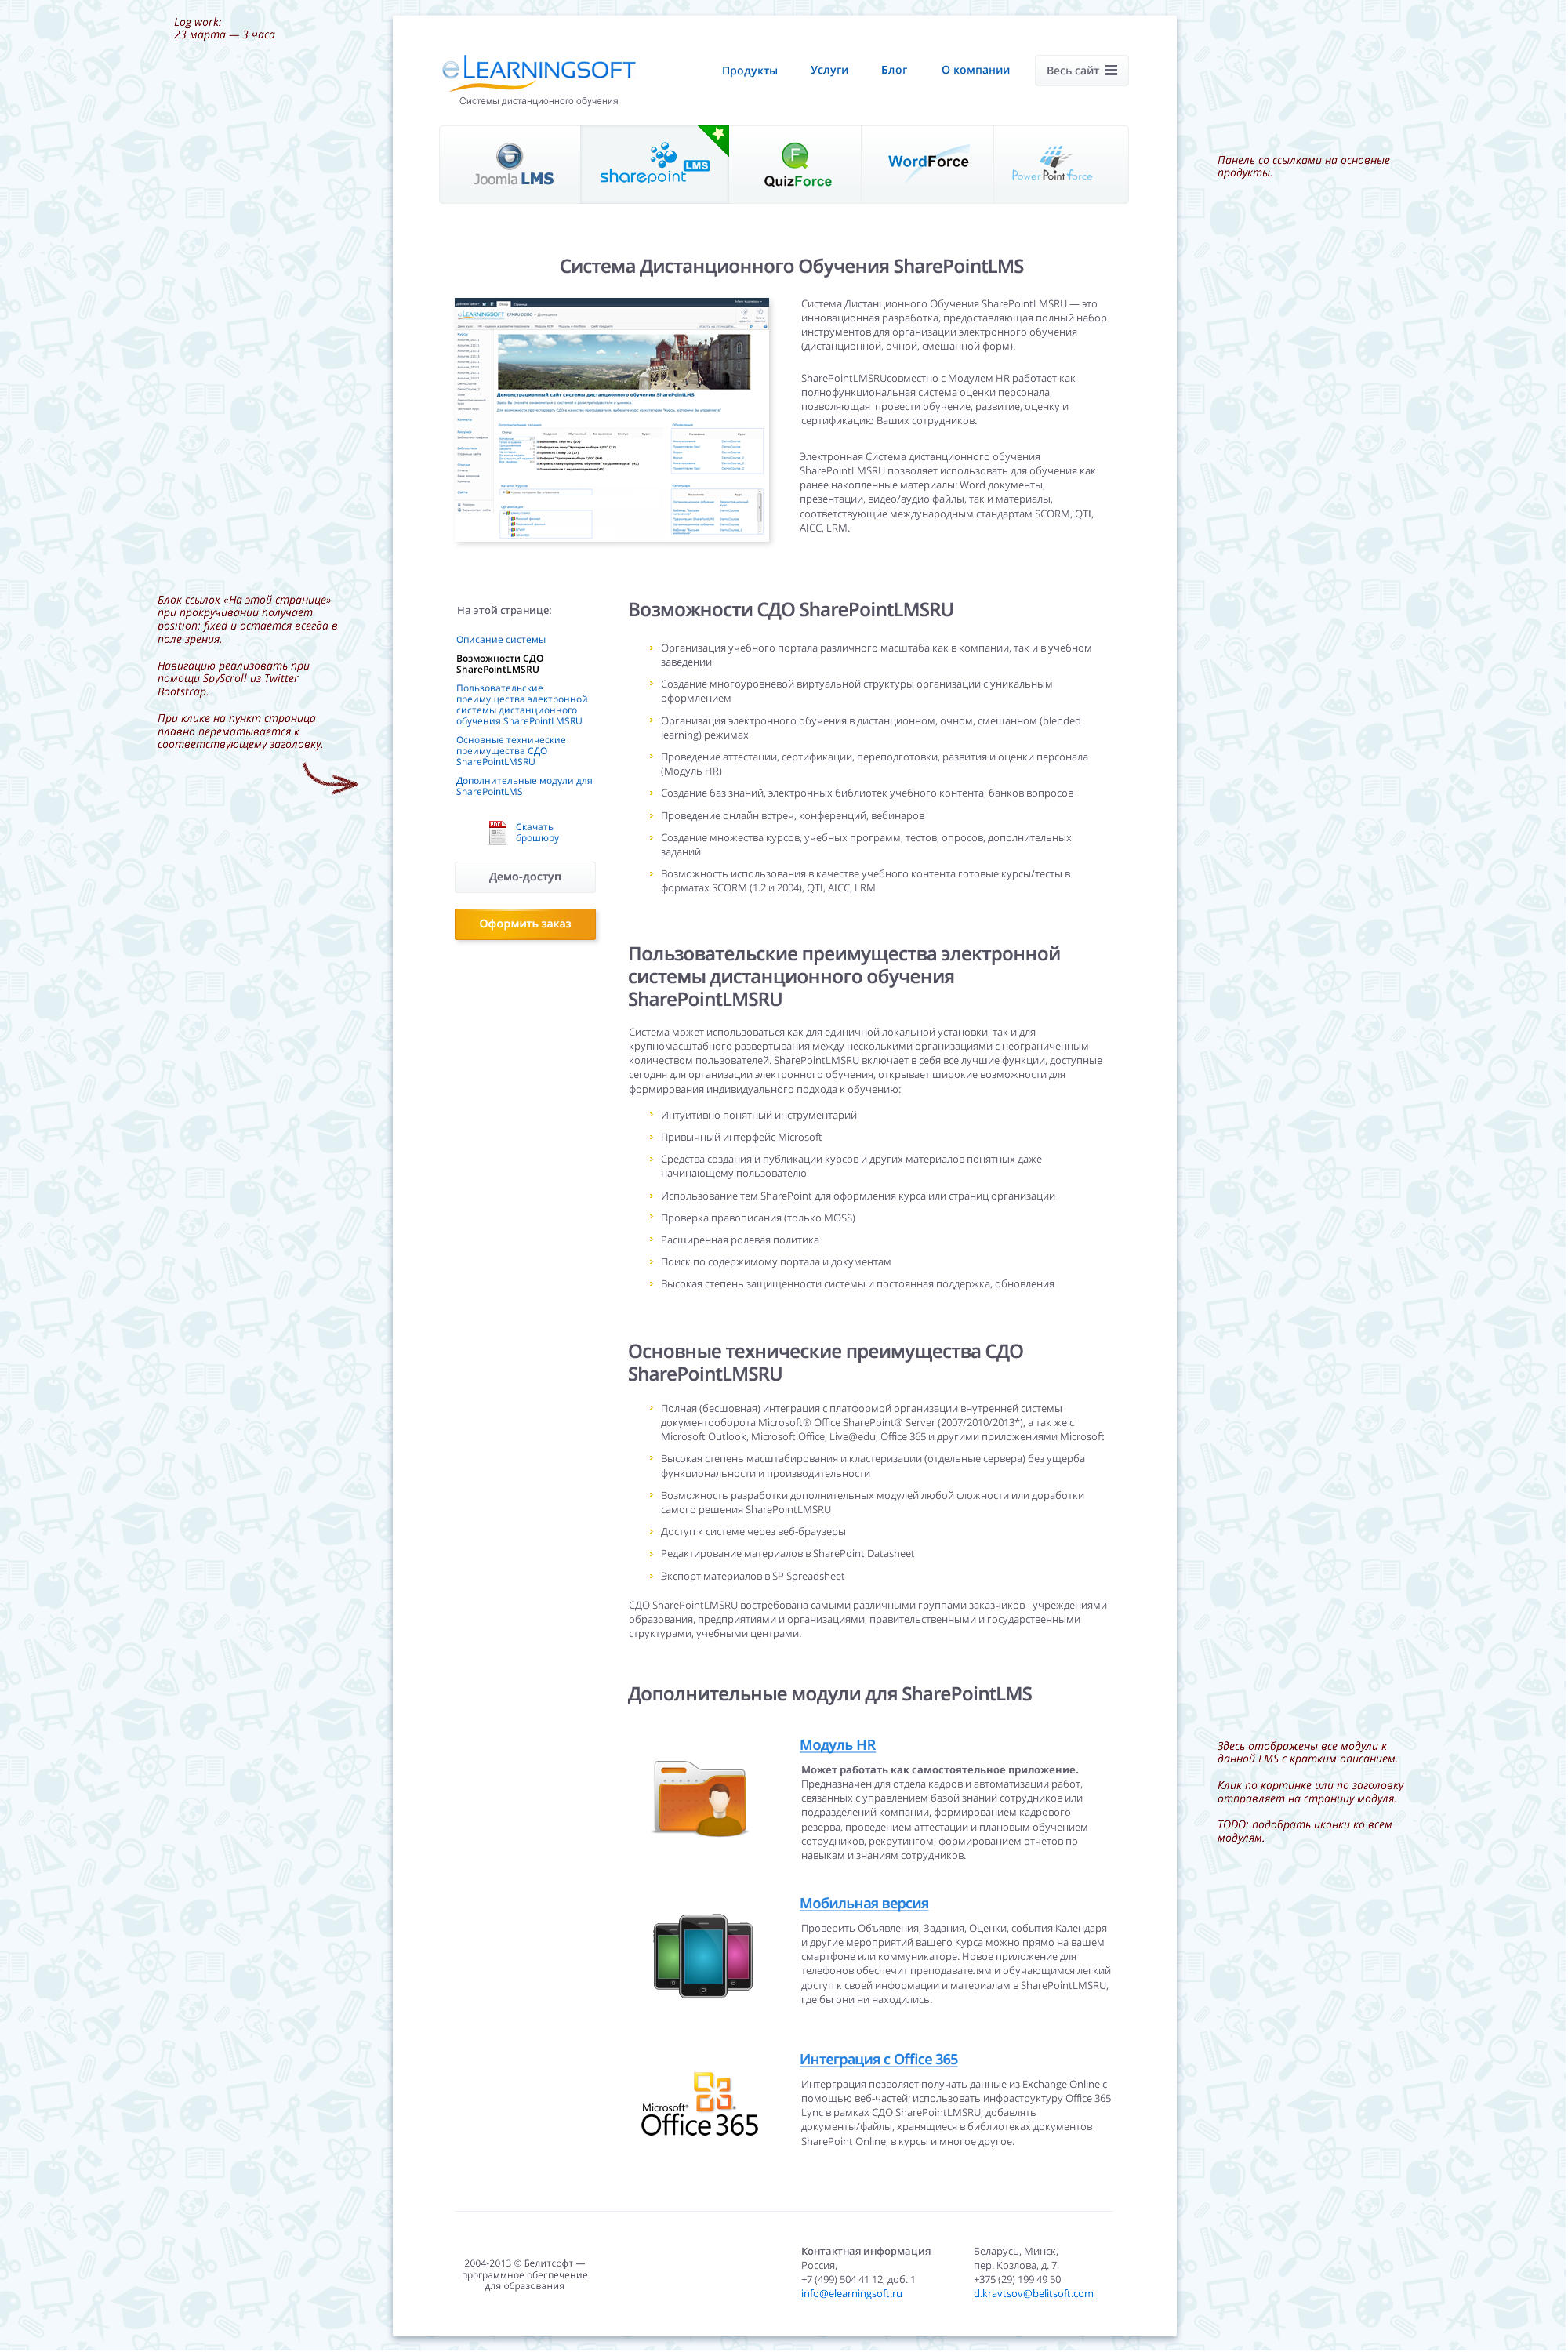 Log work:
23 марта — 3 часа
eLearningsoft
Системы дистанционного обучения
Продукты
Услуги
Блог
О компании
Весь сайт
Joomla LMS
sharepoint LMS
QuizForce
WordForce
Power Point force
Панель со ссылками на основные
продукты.
Система Дистанционного Обучения SharePointLMS
Демонстрационный сайт системы дистанционного обучения SharePointLMS
Система Дистанционного Обучения SharePointLMSRU — это
инновационная разработка, предоставляющая полный набор
инструментов для организации электронного обучения
(дистанционной, очной, смешанной форм).
SharePointLMSRUсовместно с Модулем HR работает как
полнофункциональная система оценки персонала,
позволяющая провести обучение, развитие, оценку и
сертификацию Ваших сотрудников.
Электронная Система дистанционного обучения
SharePointLMSRU позволяет использовать для обучения как
ранее накопленные материалы: Word документы,
презентации, видео/аудио файлы, так и материалы,
соответствующие международным стандартам SCORM, QTI,
AICC, LRM.
Блок ссылок «На этой странице»
при прокручивании получает
position: fixed и остается всегда в
поле зрения.
Навигацию реализовать при
помощи SpyScroll из Twitter
Bootstrap.
При клике на пункт страница
плавно перематывается к
соответствующему заголовку.
На этой странице:
Описание системы
Возможности СДО
SharePointLMSRU
Пользовательские
преимущества электронной
системы дистанционного
обучения SharePointLMSRU
Основные технические
преимущества СДО
SharePointLMSRU
Дополнительные модули для
SharePointLMS
PDF
Скачать
брошюру
Демо-доступ
Оформить заказ
Возможности СДО SharePointLMSRU
Организация учебного портала различного масштаба как в компании, так и в учебном
заведении
Создание многоуровневой виртуальной структуры организации с уникальным
оформлением
Организация электронного обучения в дистанционном, очном, смешанном (blended
learning) режимах
Проведение аттестации, сертификации, переподготовки, развития и оценки персонала
(Модуль HR)
Создание баз знаний, электронных библиотек учебного контента, банков вопросов
Проведение онлайн встреч, конференций, вебинаров
Создание множества курсов, учебных программ, тестов, опросов, дополнительных
заданий
Возможность использования в качестве учебного контента готовые курсы/тесты в
форматах SCORM (1.2 и 2004), QTI, AICC, LRM
Пользовательские преимущества электронной
системы дистанционного обучения
SharePointLMSRU
Система может использоваться как для единичной локальной установки, так и для
крупномасштабного развертывания между несколькими организациями с неограниченным
количеством пользователей. SharePointLMSRU включает в себя все лучшие функции, доступные
сегодня для организации электронного обучения, открывает широкие возможности для
формирования индивидуального подхода к обучению:
Интуитивно понятный инструментарий
Привычный интерфейс Microsoft
Средства создания и публикации курсов и других материалов понятных даже
начинающему пользователю
Использование тем SharePoint для оформления курса или страниц организации
Проверка правописания (только MOSS)
Расширенная ролевая политика
Поиск по содержимому портала и документам
Высокая степень защищенности системы и постоянная поддержка, обновления
Основные технические преимущества СДО
SharePointLMSRU
Полная (бесшовная) интеграция с платформой организации внутренней системы
документооборота Microsoft® Office SharePoint® Server (2007/2010/2013*), а так же с
Microsoft Outlook, Microsoft Office, Live@edu, Office 365 и другими приложениями Microsoft
Высокая степень масштабирования и кластеризации (отдельные сервера) без ущерба
функциональности и производительности
Возможность разработки дополнительных модулей любой сложности или доработки
самого решения SharePointLMSRU
Доступ к системе через веб-браузеры
Редактирование материалов в SharePoint Datasheet
Экспорт материалов в SP Spreadsheet
СДО SharePointLMSRU востребована самыми различными группами заказчиков - учреждениями
образования, предприятиями и организациями, правительственными и государственными
структурами, учебными центрами.
Дополнительные модули для SharePointLMS
Модуль HR
Может работать как самостоятельное приложение.
Предназначен для отдела кадров и автоматизации работ,
связанных с управлением базой знаний сотрудников или
подразделений компании, формированием кадрового
резерва, проведением аттестации и плановым обучением
сотрудников, рекрутингом, формированием отчетов по
навыкам и знаниям сотрудников.
Здесь отображены все модули к
данной LMS с кратким описанием.
Клик по картинке или по заголовку
отправляет на страницу модуля.
TODO: подобрать иконки ко всем
модулям.
Мобильная версия
Проверить Объявления, Задания, Оценки, события Календаря
и другие мероприятий вашего Курса можно прямо на вашем
смартфоне или коммуникаторе. Новое приложение для
телефонов обеспечит преподавателям и обучающимся легкий
доступ к своей информации и материалам в SharePointLMSRU,
где бы они ни находились.
Интеграция с Office 365
Microsoft®
Office 365
Интерграция позволяет получать данные из Exchange Online с
помощью веб-частей; использовать инфраструктуру Office 365
Lync в рамках СДО SharePointLMSRU; добавлять
документы/файлы, хранящиеся в библиотеках документов
SharePoint Online, в курсы и многое другое.
2004-2013 © Белитсофт —
программное обеспечение
для образования
Контактная информация
Россия,
+7 (499) 504 41 12, доб. 1
info@elearningsoft.ru
Беларусь, Минск,
пер. Козлова, д. 7
+375 (29) 199 49 50
d.kravtsov@belitsoft.com